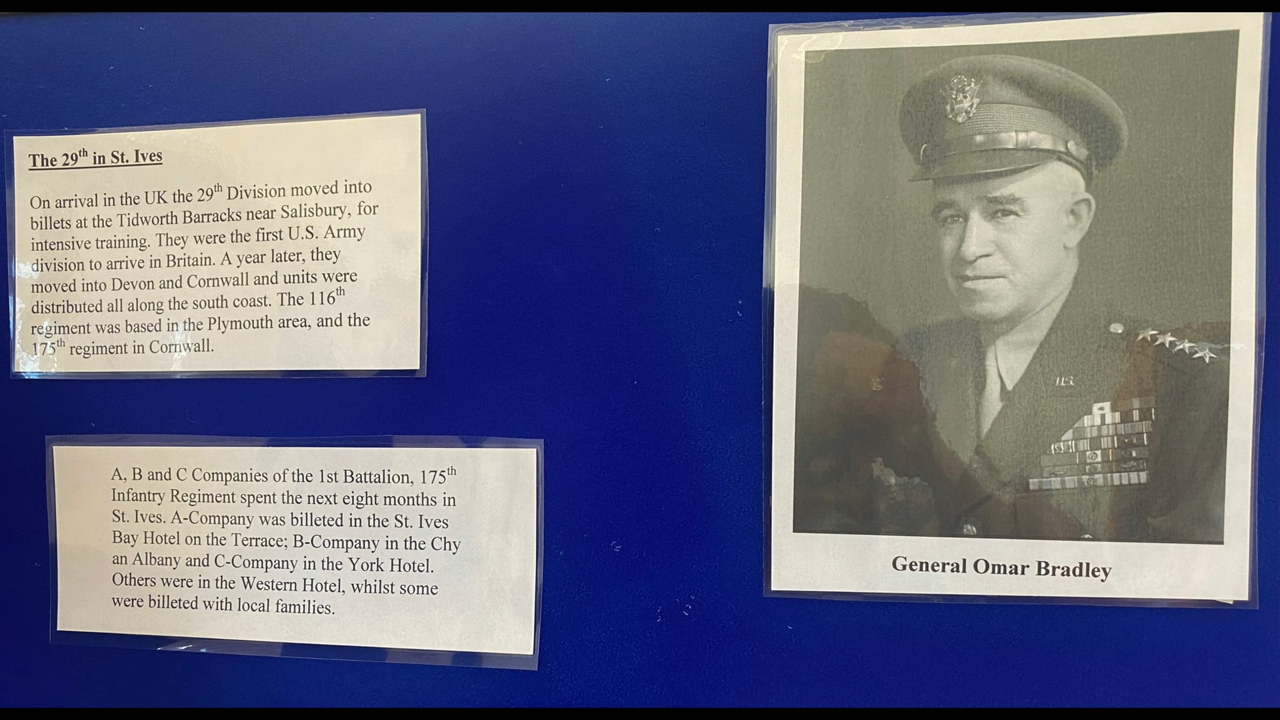 The 29th in St. Ives
On arrival in the UK the 29th Division moved into
billets at the Tidworth Barracks near Salisbury, for
intensive training. They were the first U.S. Army
division to arrive in Britain. A year later, they
moved into Devon and Cornwall and units were
distributed all along the south coast. The 116th
regiment was based in the Plymouth area, and the
175th regiment in Cornwall.
A, B and C Companies of the 1st Battalion, 175th
Infantry Regiment spent the next eight months in
St. Ives. A-Company was billeted in the St. Ives
Bay Hotel on the Terrace; B-Company in the Chy
an Albany and C-Company in the York Hotel.
Others were in the Western Hotel, whilst some
were billeted with local families.
U.S.
General Omar Bradley